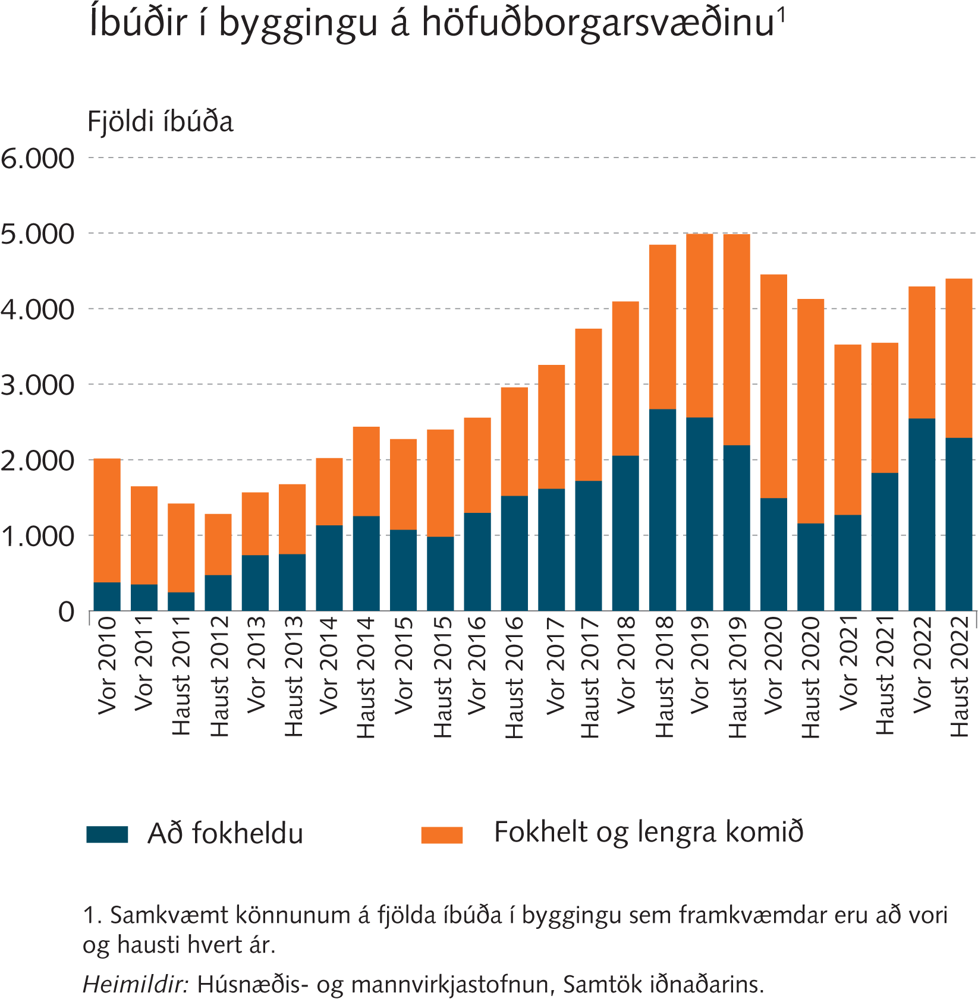 Íbúðir í byggingu á höfuðborgarsvæðinu¹
Fjöldi íbúða
6.000
5.000
4.000
3.000
2.000
1.000
0
Vor 2010
Vor 2011
Haust 2011
Haust 2012
Vor 2013
Haust 2013
Vor 2014
Haust 2014
Vor 2015
Haust 2015
Vor 2016
Haust 2016
Vor 2017
Haust 2017
Vor 2018
Haust 2018
Vor 2019
Haust 2019
Vor 2020
Haust 2020
Vor 2021
Haust 2021
Vor 2022
Haust 2022
Að fokheldu
Fokhelt og lengra komið
1. Samkvæmt könnunum á fjölda íbúða í byggingu sem framkvæmdar eru að vori
og hausti hvert ár.
Heimildir: Húsnæðis- og mannvirkjastofnun, Samtök iðnaðarins.